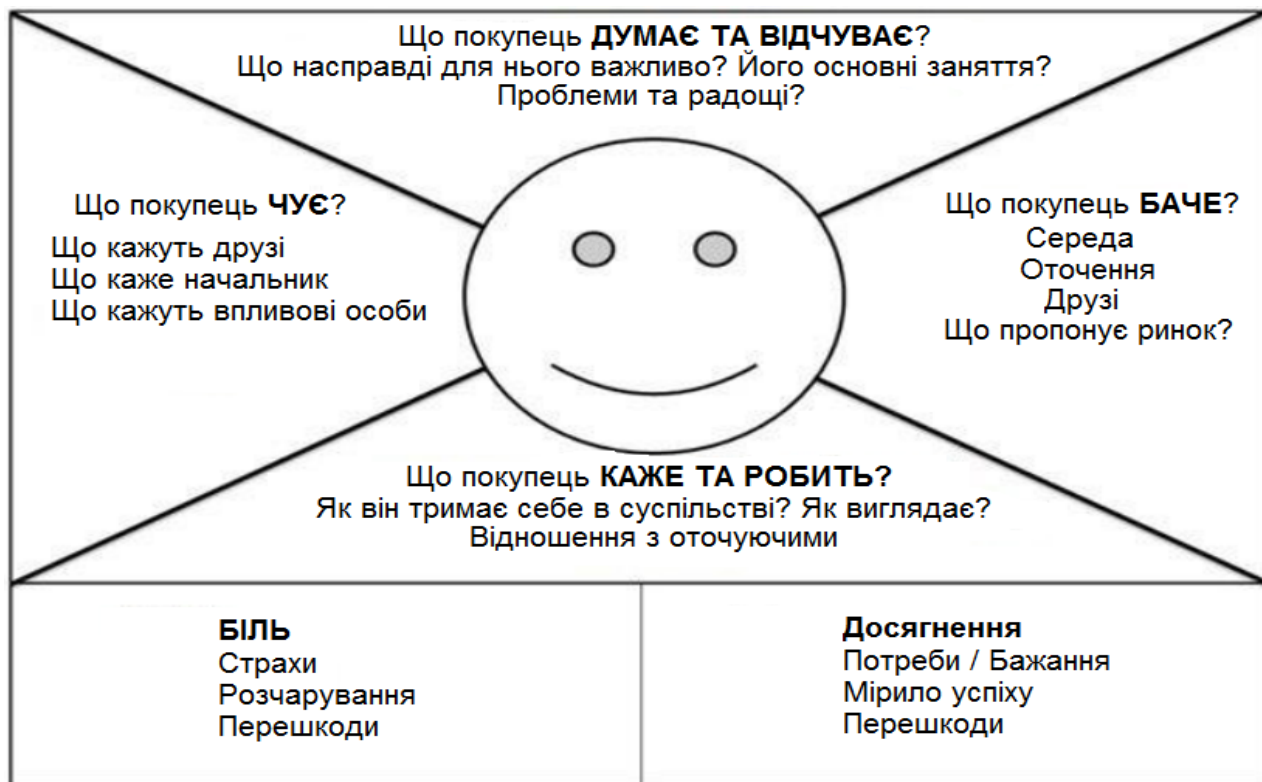 Що покупець ДУМАЄ ТА ВІДЧУВАЄ?
Що насправді для нього важливо? Його основні заняття?
Проблеми та радощі?
Що покупець ЧУЄ?
Що кажуть друзі
Що каже начальник
Що кажуть впливові особи
Що покупець БАЧЕ?
Середа
Оточення
Друзі
Що пропонує ринок?
Що покупець КАЖЕ ТА РОБИТЬ?
Як він тримає себе в суспільстві? Як виглядає?
Відношення з оточуючими
БІЛЬ
Страхи
Розчарування
Перешкоди
Досягнення
Потреби / Бажання
Мірило успіху
Перешкоди